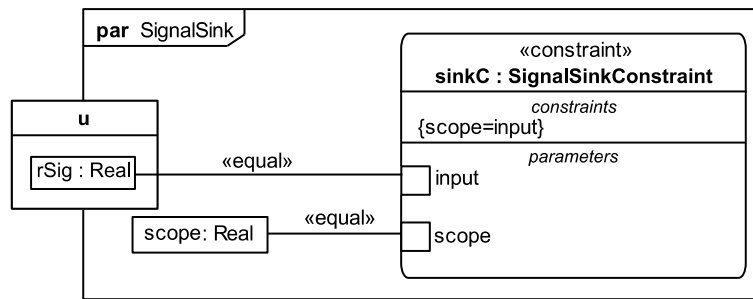 par SignalSink
«constraint»
sinkC : SignalSinkConstraint
constraints
{scope=input}
parameters
u
rSig : Real
«equal»
input
scope: Real
«equal»
scope